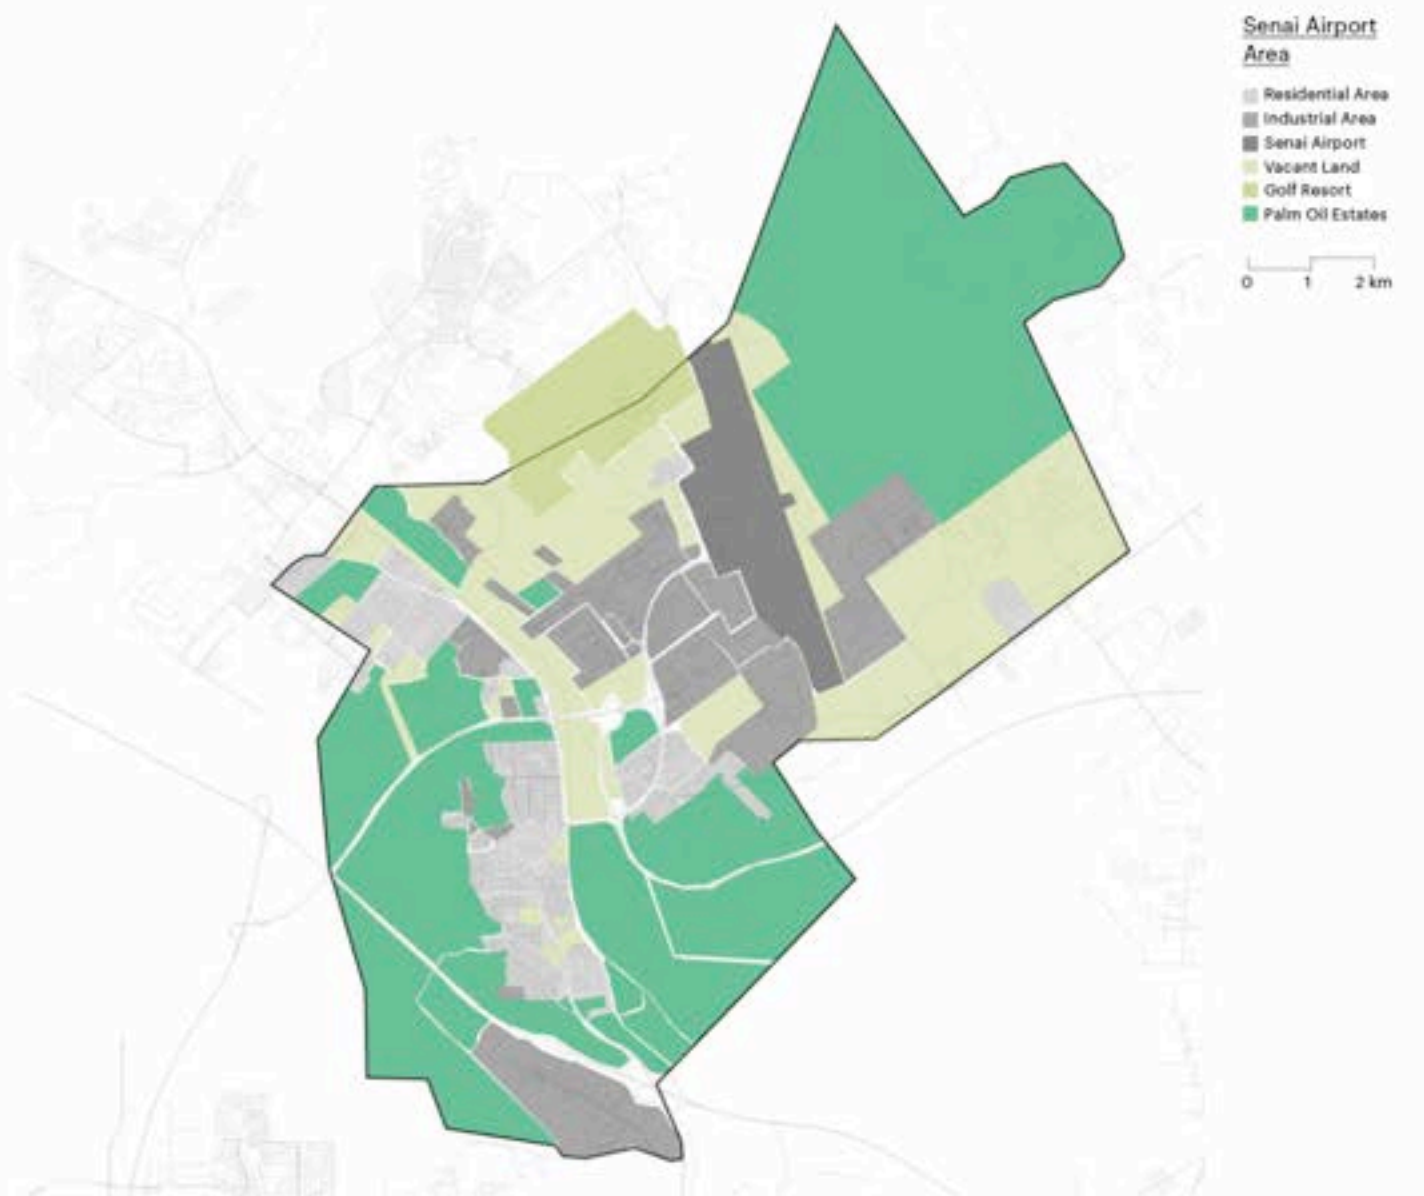 Senai Airport
Area
Residential Area
Industrial Area
Senai Airport
Vacant Land
Golf Resort
Palm Oil Estates
0 1 2 km